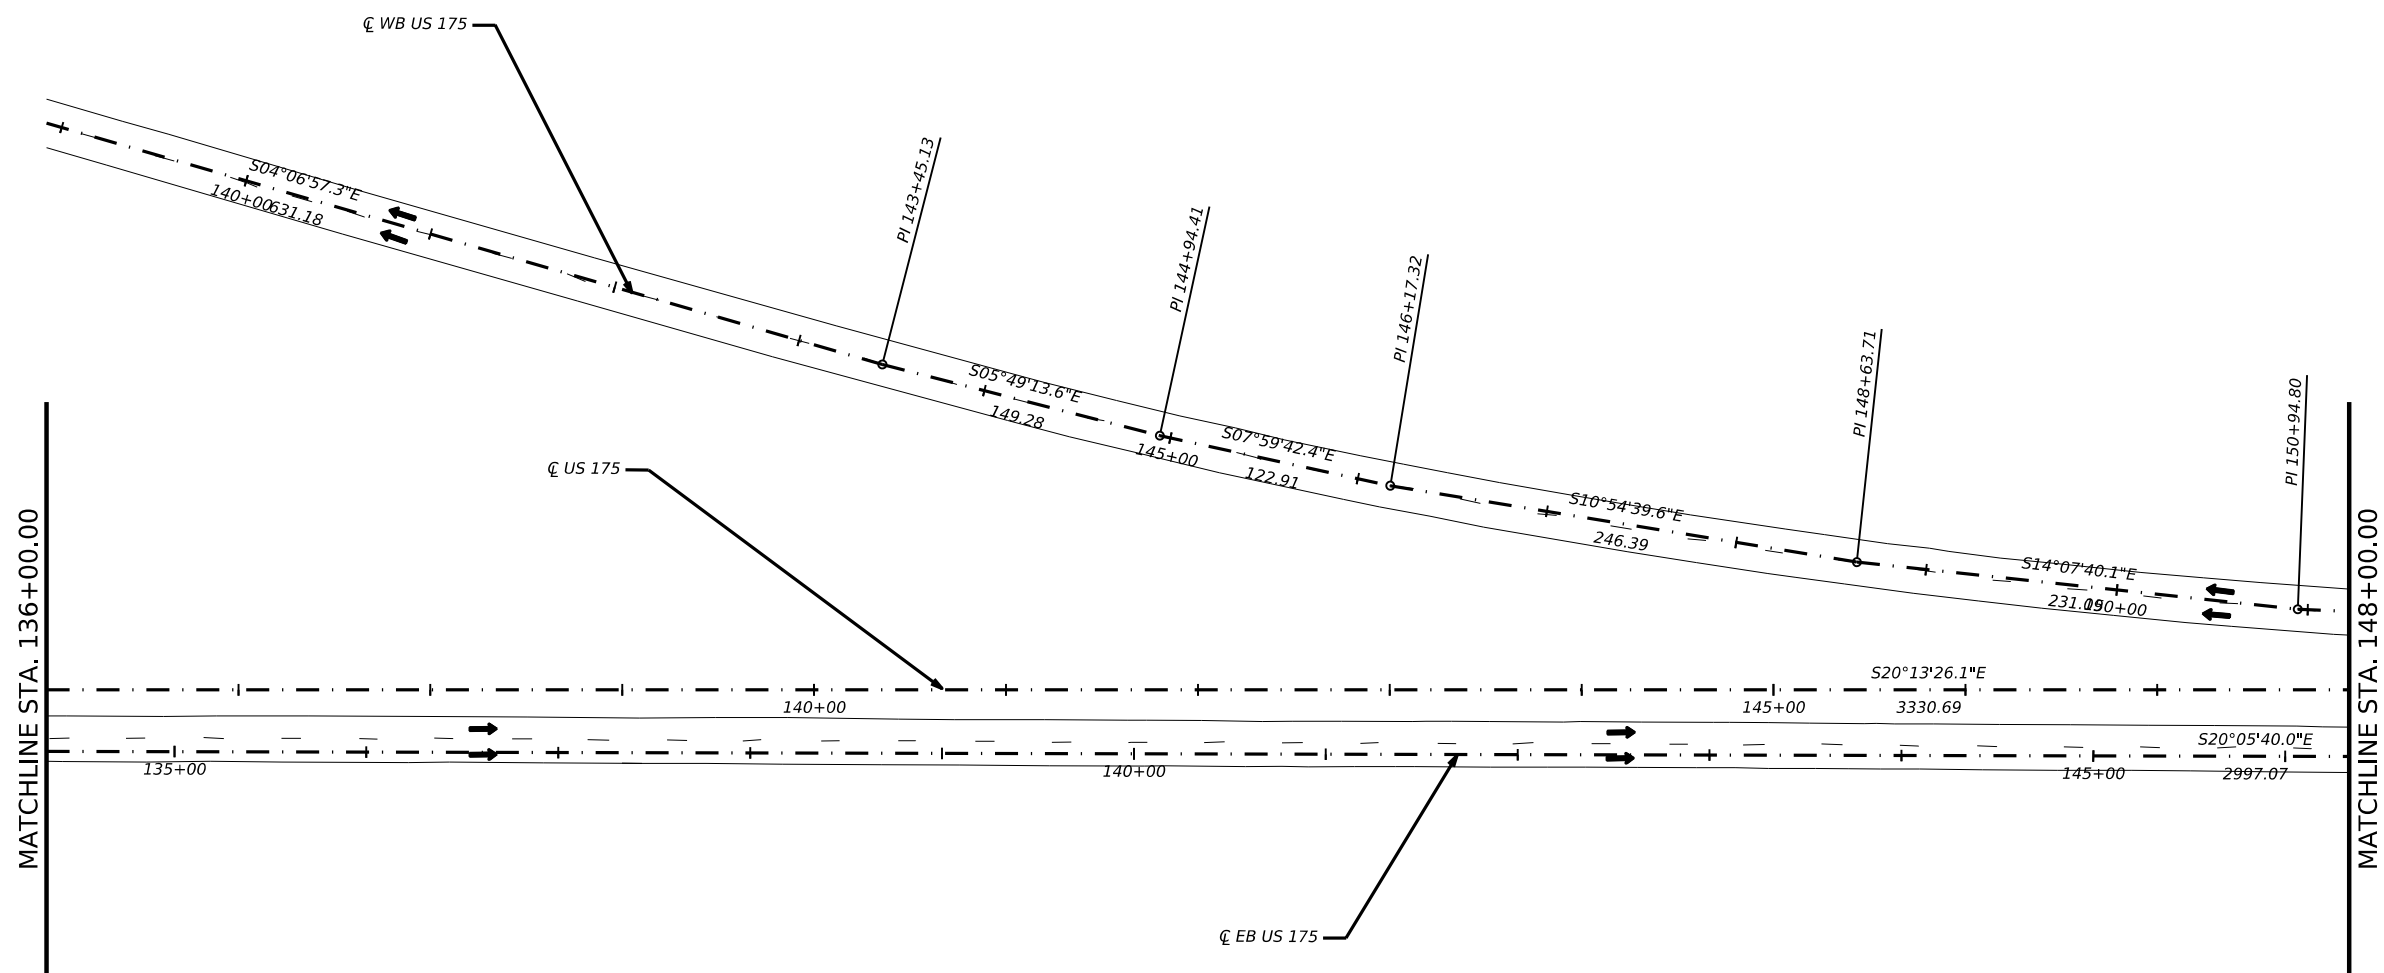 ℄ WB US 175
S04°06'57.3"E
140+00
631.18
PI 143+45.13
PI 144+94.41
PI 146+17.32
PI 148+63.71
PI 150+94.80
S05°49'13.6"E
149.28
145+00
S07°59'42.4"E
122.91
S10°54'39.6"E
246.39
S14°07'40.1"E
231.09
150+00
℄ US 175
MATCHLINE STA. 136+00.00
MATCHLINE STA. 148+00.00
S20°13'26.1"E
140+00
145+00
3330.69
S20°05'40.0"E
135+00
140+00
145+00
2997.07
℄ EB US 175